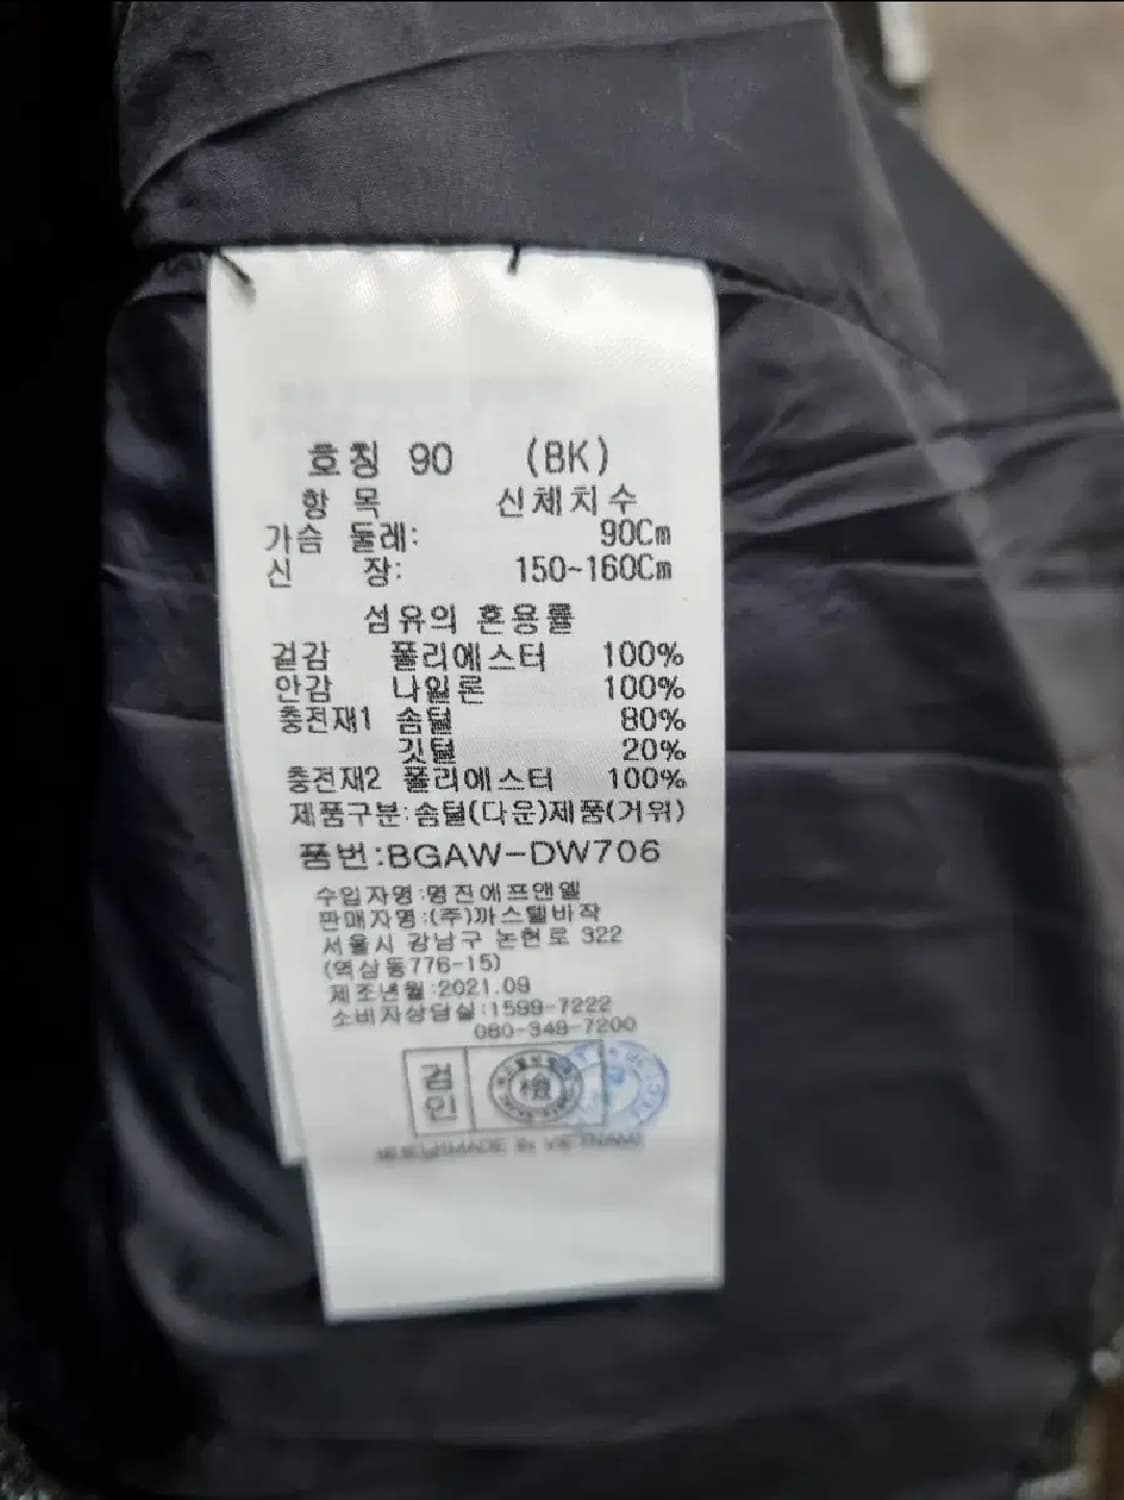 호칭 90 (BK)
항 목 신체치수
가슴 둘레: 90Cm
신 장: 150~160Cm
섬유의 혼용률
겉감 폴리에스터 100%
안감 나일론 100%
충전재1 솜털 80%
깃털 20%
충전재2 폴리에스터 100%
제품구분:솜털(다운)제품(거위)
품번:BGAW-DW706
수입자명:명진에프앤엘
판매자명:(주)까스텔바작
서울시 강남구 논현로 322
(역삼동776-15)
제조년월:2021.09
소비자상담실:1599-7222
080-349-7200
검인
檢
MADE IN VIETNAM